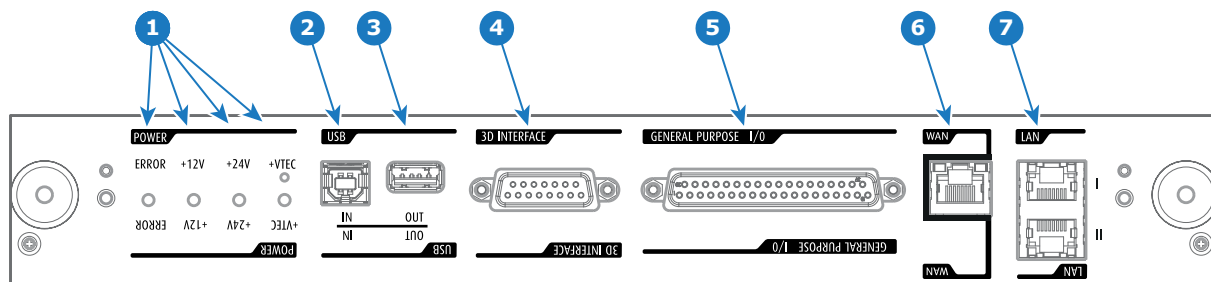 1 2 3 4 5 6 7
POWER USB 3D INTERFACE GENERAL PURPOSE I/O WAN LAN
ERROR +12V +24V +VTEC
I
IN OUT
ERROR +12V +24V +VTEC
IN OUT
II
POWER USB 3D INTERFACE GENERAL PURPOSE I/O WAN LAN